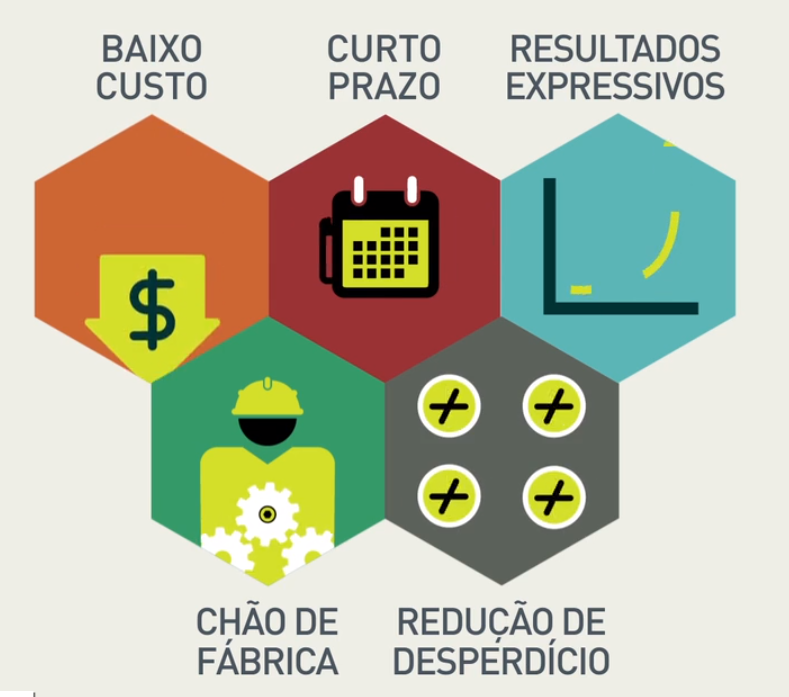 BAIXO
CUSTO
CURTO
PRAZO
RESULTADOS
EXPRESSIVOS
$
CHÃO DE
FÁBRICA
REDUÇÃO DE
DESPERDÍCIO